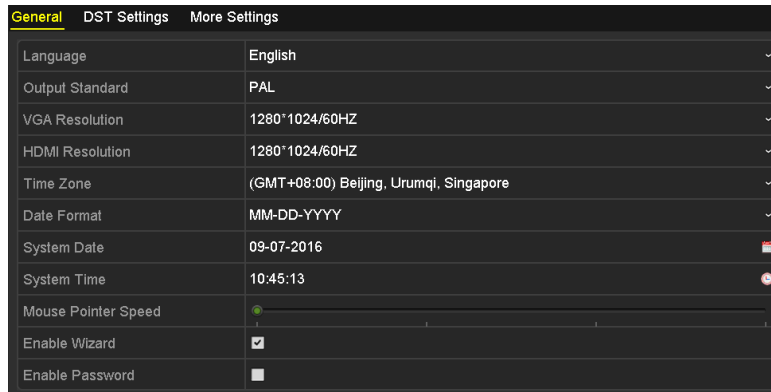 General DST Settings More Settings
Language English
Output Standard PAL
VGA Resolution 1280*1024/60HZ
HDMI Resolution 1280*1024/60HZ
Time Zone (GMT+08:00) Beijing, Urumqi, Singapore
Date Format MM-DD-YYYY
System Date 09-07-2016
System Time 10:45:13
Mouse Pointer Speed
Enable Wizard
Enable Password